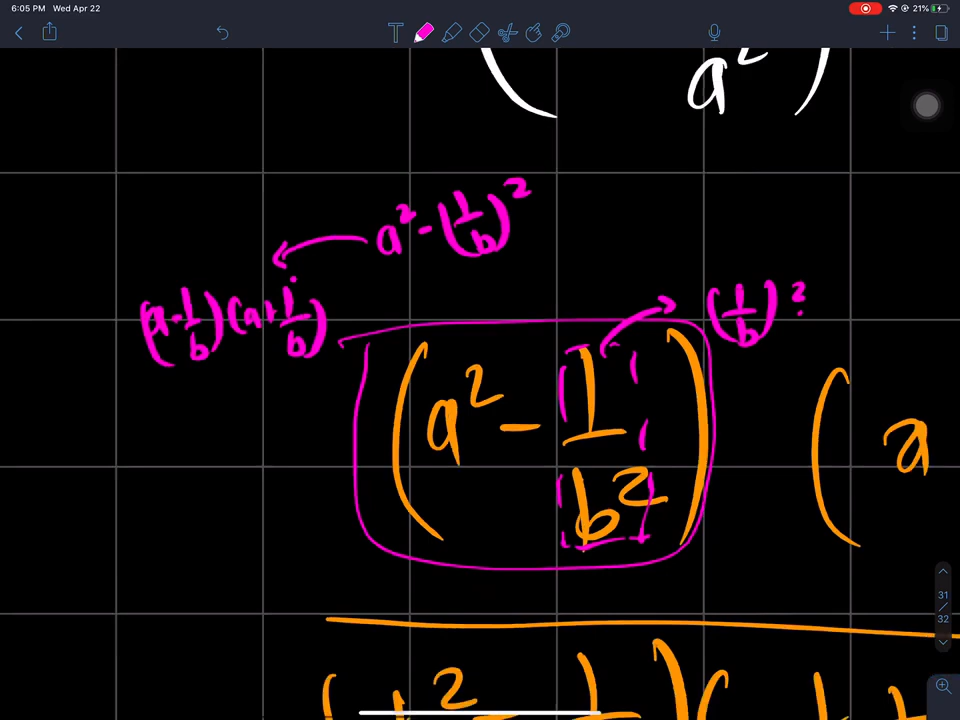 6:05 PM Wed Apr 22
21%
T
a²)
a² - (1/b)²
(a - 1/b)(a + 1/b)
(1/b)²
(a² - 1/b²) (a
31
/
32